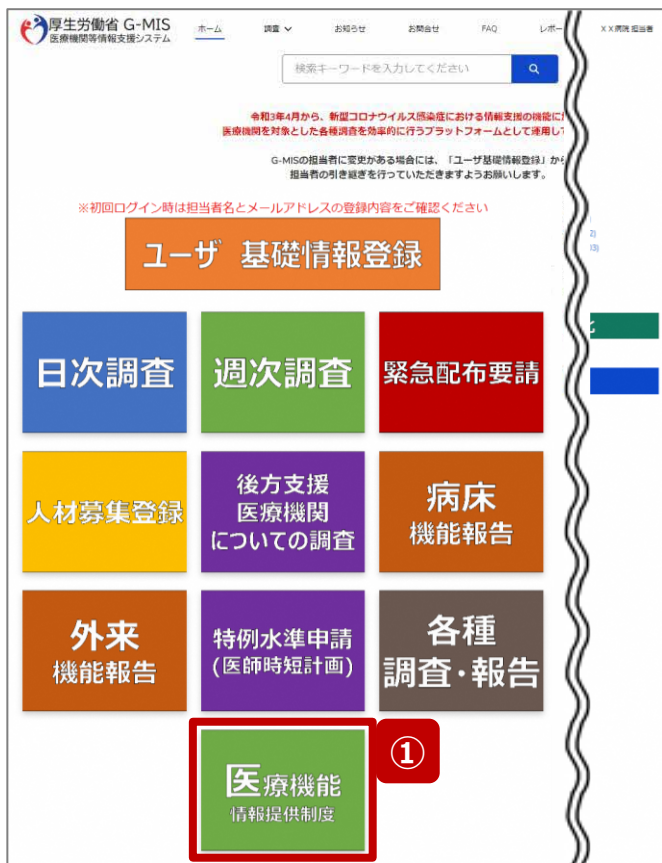 厚生労働省 G-MIS
医療機関等情報支援システム
ホーム 調査 お知らせ お問合せ FAQ レポー
XX病院 担当者
検索キーワードを入力してください
令和3年4月から、新型コロナウイルス感染症における情報支援の機能に
医療機関を対象とした各種調査を効率的に行うプラットフォームとして運用し
G-MISの担当者に変更がある場合には、「ユーザ基礎情報登録」か
担当者の引き継ぎを行っていただきますようお願いします。
※初回ログイン時は担当者名とメールアドレスの登録内容をご確認ください
2)
3)
ユーザ 基礎情報登録
日次調査
週次調査
緊急配布要請
人材募集登録
後方支援
医療機関
についての調査
病床
機能報告
外来
機能報告
特例水準申請
(医師時短計画)
各種
調査・報告
①
医療機能
情報提供制度